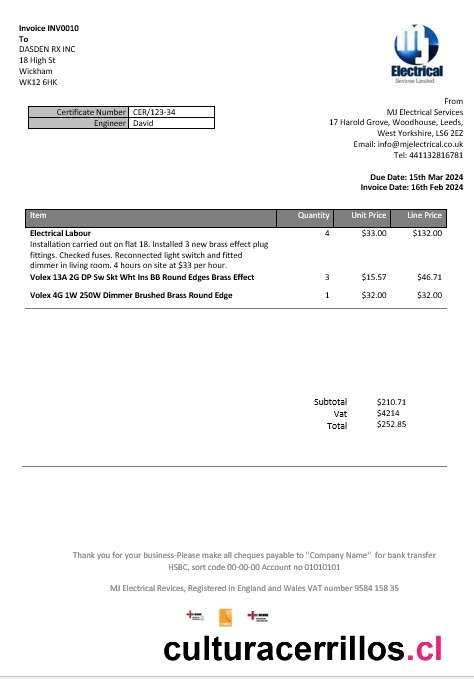 Invoice INV0010
To
DASDEN RX INC
18 High St
Wickham
WK12 6HK
Electrical
Services Limited
Certificate Number CER/123-34
Engineer David
From
MJ Electrical Services
17 Harold Grove, Woodhouse, Leeds,
West Yorkshire, LS6 2EZ
Email: info@mjelectrical.co.uk
Tel: 441132816781
Due Date: 15th Mar 2024
Invoice Date: 16th Feb 2024
Item Quantity Unit Price Line Price
Electrical Labour 4 $33.00 $132.00
Installation carried out on flat 18. Installed 3 new brass effect plug
fittings. Checked fuses. Reconnected light switch and fitted
dimmer in living room. 4 hours on site at $33 per hour.
Volex 13A 2G DP Sw Skt Wht Ins BB Round Edges Brass Effect 3 $15.57 $46.71
Volex 4G 1W 250W Dimmer Brushed Brass Round Edge 1 $32.00 $32.00
Subtotal $210.71
Vat $4214
Total $252.85
Thank you for your business-Please make all cheques payable to "Company Name" for bank transfer
HSBC, sort code 00-00-00 Account no 01010101
MJ Electrical Revices, Registered in England and Wales VAT number 9584 158 35
culturacerrillos.cl